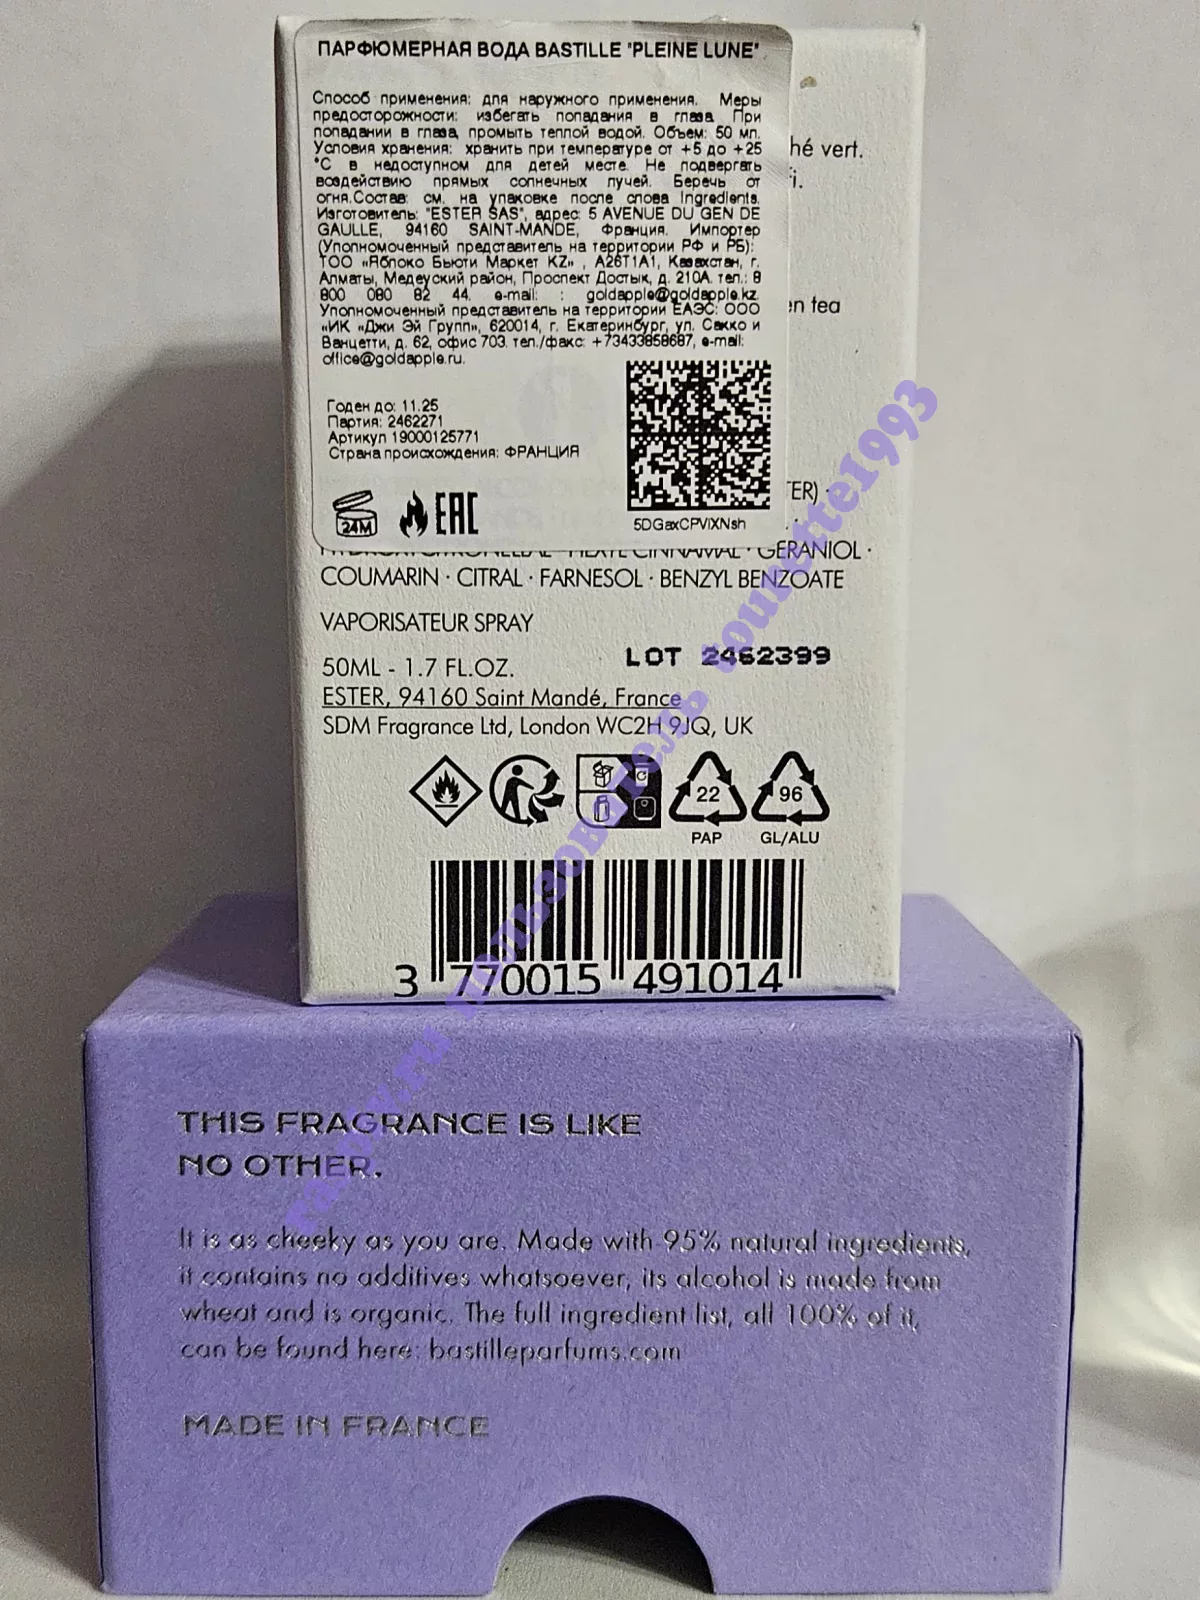 ПАРФЮМЕРНАЯ ВОДА BASTILLE "PLEINE LUNE"
Способ применения: для наружного применения. Меры
предосторожности: избегать попадания в глаза. При
попадании в глаза, промыть теплой водой. Объем: 50 мл.
Условия хранения: хранить при температуре от +5 до +25
°С в недоступном для детей месте. Не подвергать
воздействию прямых солнечных лучей. Беречь от
огня.Состав: см. на упаковке после слова Ingredients.
Изготовитель: "ESTER SAS", адрес: 5 AVENUE DU GEN DE
GAULLE, 94160 SAINT-MANDE, Франция. Импортер
(Уполномоченный представитель на территории РФ и РБ):
ТОО «Яблоко Бьюти Маркет KZ» , A26T1A1, Казахстан, г.
Алматы, Медеуский район, Проспект Достык, д. 210А. тел.: 8
800 080 82 44. e-mail: : goldapple@goldapple.kz.
Уполномоченный представитель на территории ЕАЭС: ООО
«ИК «Джи Эй Групп», 620014, г. Екатеринбург, ул. Сакко и
Ванцетти, д. 62, офис 703. тел./факс: +73433858687, e-mail:
office@goldapple.ru.
Годен до: 11.25
Партия: 2462271
Артикул 19000125771
Страна происхождения: ФРАНЦИЯ
24M
EAC
5DGaxCPViXNsh
hé vert.
en tea
TER) ·
HYDROXYCITRONELLAL · HEXYL CINNAMAL · GERANIOL ·
COUMARIN · CITRAL · FARNESOL · BENZYL BENZOATE
VAPORISATEUR SPRAY
50ML - 1.7 FL.OZ.
LOT 2462399
ESTER, 94160 Saint Mandé, France
SDM Fragrance Ltd, London WC2H 9JQ, UK
22
96
PAP
GL/ALU
3 770015 491014
THIS FRAGRANCE IS LIKE
NO OTHER.
It is as cheeky as you are. Made with 95% natural ingredients,
it contains no additives whatsoever, its alcohol is made from
wheat and is organic. The full ingredient list, all 100% of it,
can be found here: bastilleparfums.com
MADE IN FRANCE
пользователь tourette1993